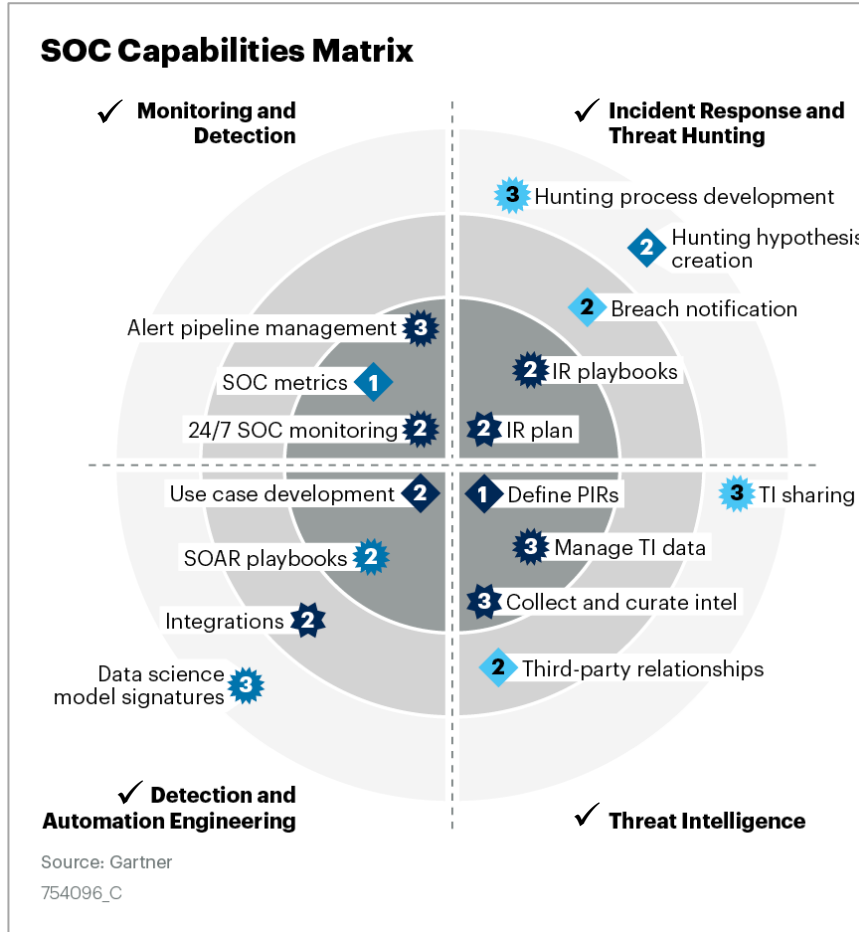 SOC Capabilities Matrix
✓ Monitoring and
Detection
✓ Incident Response and
Threat Hunting
3 Hunting process development
2 Hunting hypothesis
creation
2 Breach notification
Alert pipeline management 3
SOC metrics 1
2 IR playbooks
24/7 SOC monitoring 2
2 IR plan
Use case development 2
1 Define PIRs
3 TI sharing
SOAR playbooks 2
3 Manage TI data
Integrations 2
3 Collect and curate intel
Data science
model signatures 3
2 Third-party relationships
✓ Detection and
Automation Engineering
✓ Threat Intelligence
Source: Gartner
754096_C